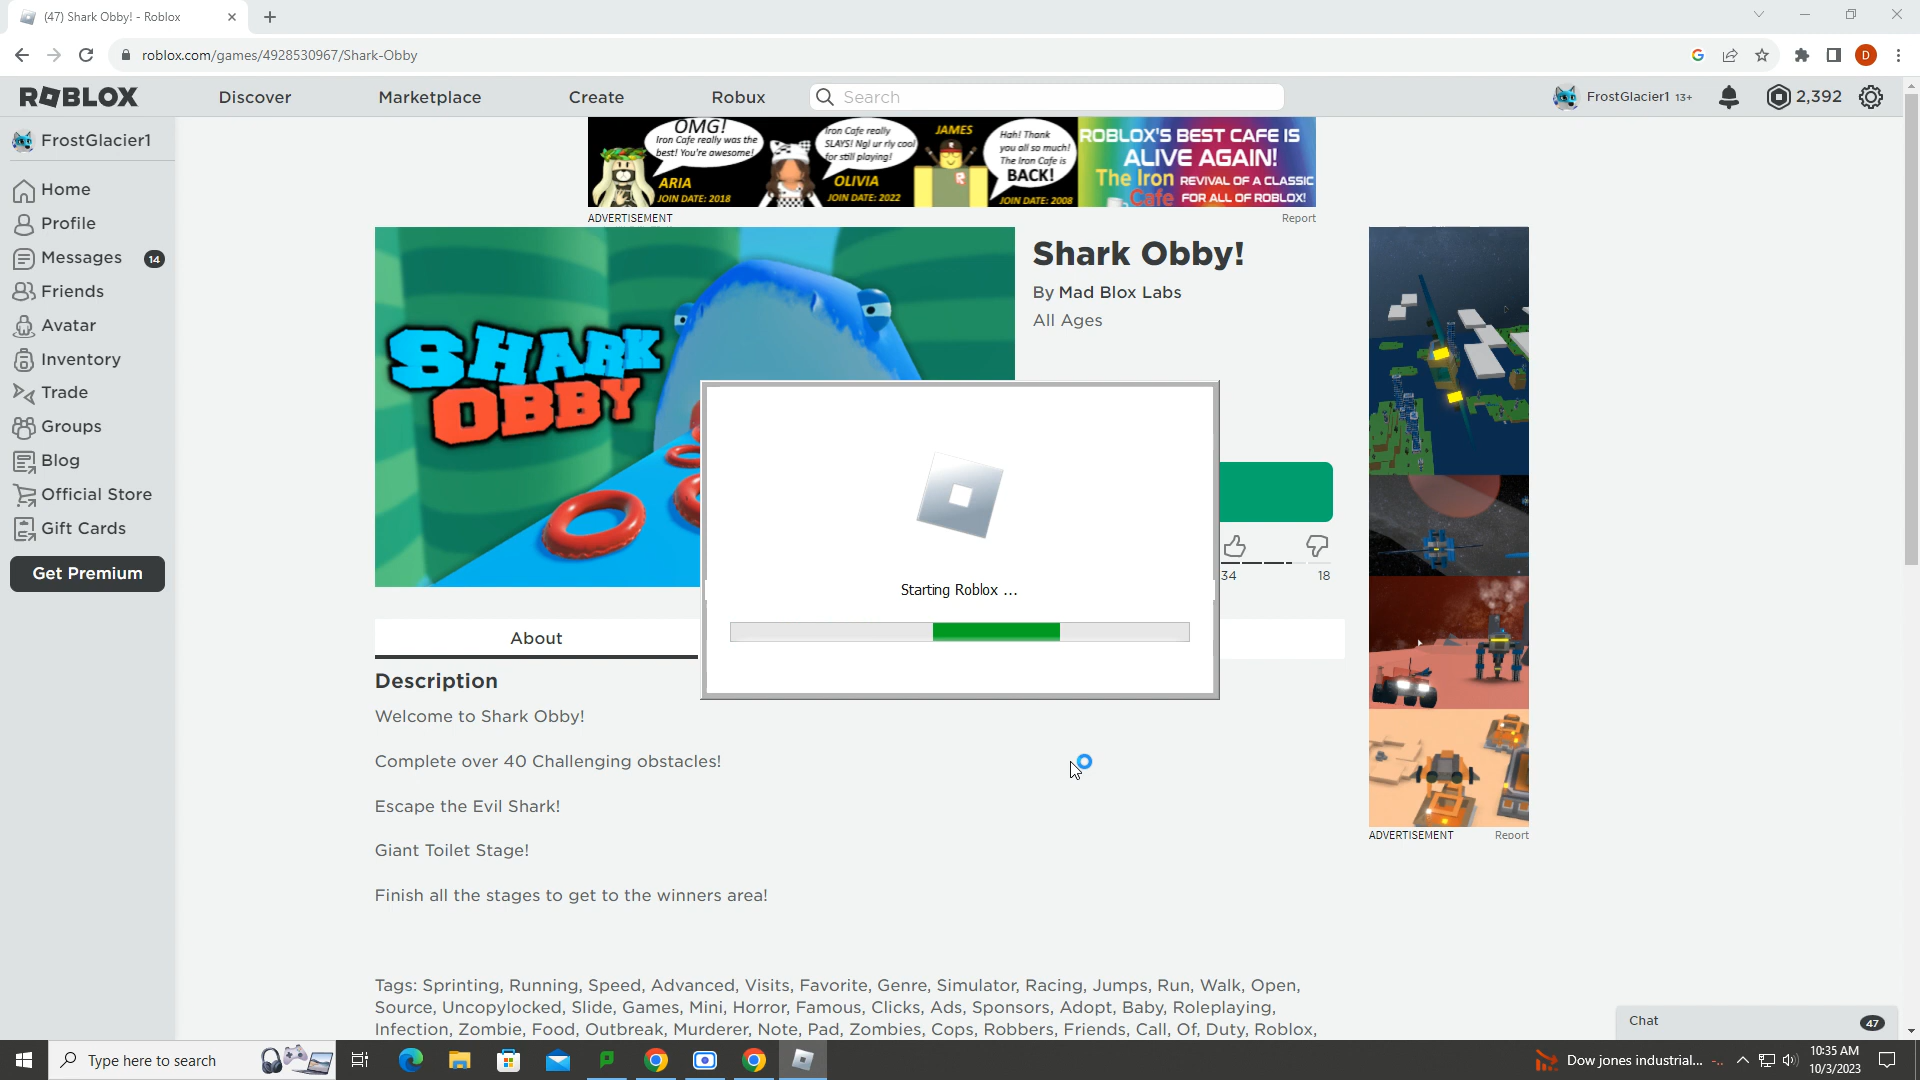 (47) Shark Obby! - Roblox
roblox.com/games/4928530967/Shark-Obby
D
ROBLOX
Discover
Marketplace
Create
Robux
Search
FrostGlacier1 13+
2,392
FrostGlacier1
Home
Profile
Messages
14
Friends
Avatar
Inventory
Trade
Groups
Blog
Official Store
Gift Cards
Get Premium
OMG!
Iron Cafe really was the
best! You're awesome!
ARIA
JOIN DATE: 2018
Iron Cafe really
SLAYS! Ngl ur rly cool
for still playing!
OLIVIA
JOIN DATE: 2022
JAMES
Hah! Thank
you all so much!
The Iron Cafe is
BACK!
JOIN DATE: 2008
ROBLOX'S BEST CAFE IS
ALIVE AGAIN!
The Iron
Cafe
REVIVAL OF A CLASSIC
FOR ALL OF ROBLOX!
ADVERTISEMENT
Report
SHARK
OBBY
Shark Obby!
By Mad Blox Labs
All Ages
34
18
Starting Roblox ...
About
Description
Welcome to Shark Obby!
Complete over 40 Challenging obstacles!
Escape the Evil Shark!
Giant Toilet Stage!
Finish all the stages to get to the winners area!
Tags: Sprinting, Running, Speed, Advanced, Visits, Favorite, Genre, Simulator, Racing, Jumps, Run, Walk, Open,
Source, Uncopylocked, Slide, Games, Mini, Horror, Famous, Clicks, Ads, Sponsors, Adopt, Baby, Roleplaying,
Infection, Zombie, Food, Outbreak, Murderer, Note, Pad, Zombies, Cops, Robbers, Friends, Call, Of, Duty, Roblox,
ADVERTISEMENT
Report
Chat
47
Type here to search
Dow jones industrial...
10:35 AM
10/3/2023